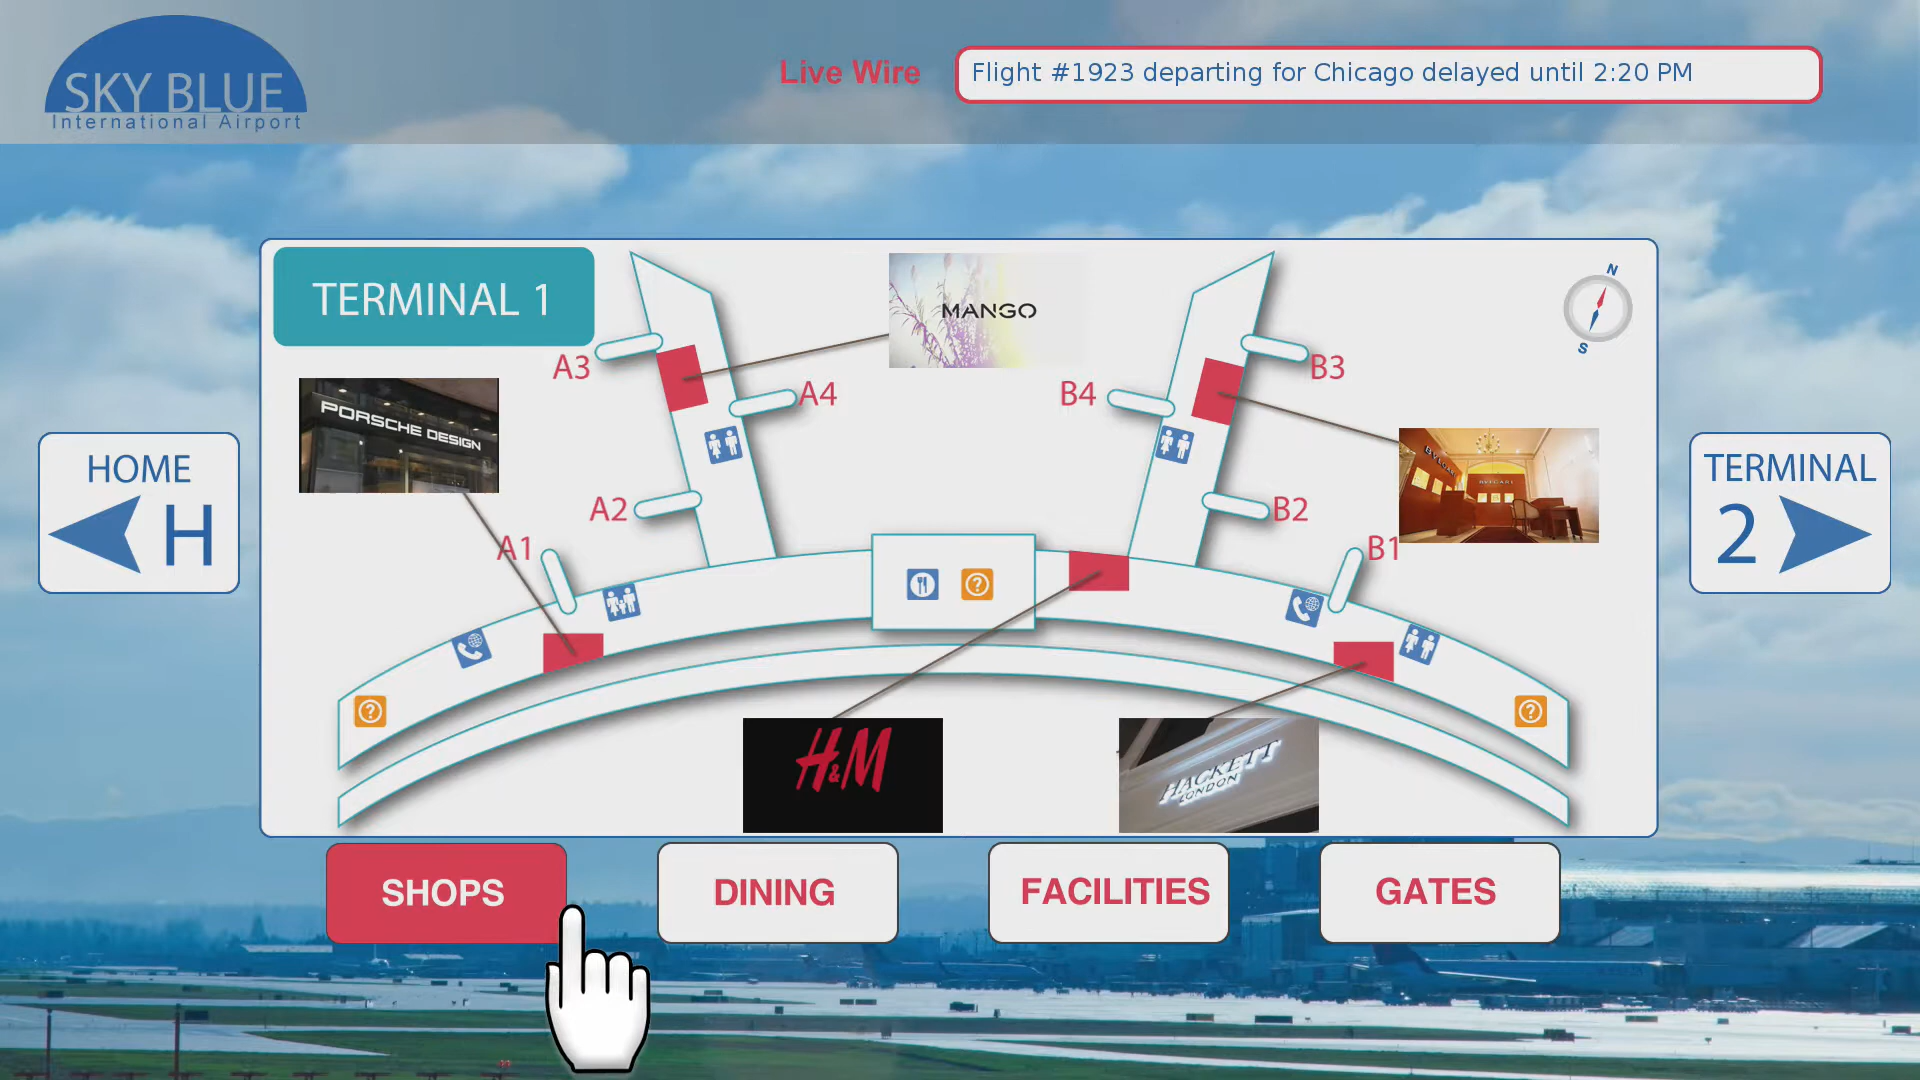 SKY BLUE
International Airport
Live Wire
Flight #1923 departing for Chicago delayed until 2:20 PM
TERMINAL 1
MANGO
N
S
A3
A4
B4
B3
PORSCHE DESIGN
BVLGARI
BVLGARI
HOME
H
TERMINAL
2
A2
B2
A1
B1
H&M
HACKETT
LONDON
SHOPS
DINING
FACILITIES
GATES